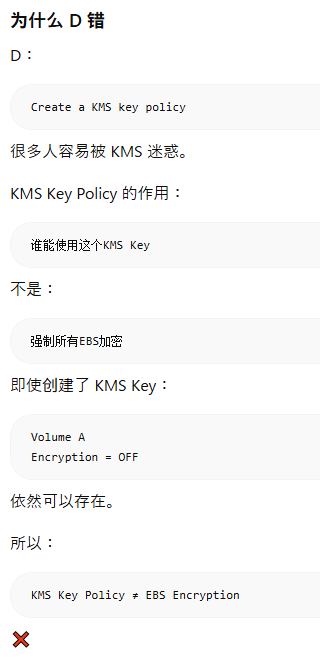 为什么 D 错
D：
Create a KMS key policy
很多人容易被 KMS 迷惑。
KMS Key Policy 的作用：
谁能使用这个KMS Key
不是：
强制所有EBS加密
即使创建了 KMS Key：
Volume A
Encryption = OFF
依然可以存在。
所以：
KMS Key Policy ≠ EBS Encryption
❌